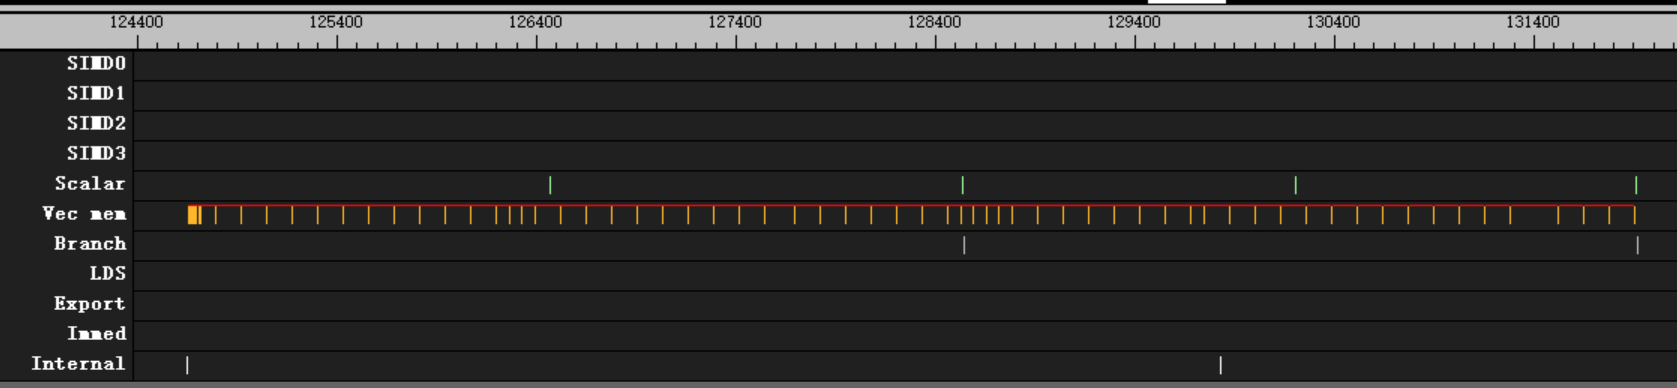 124400 125400 126400 127400 128400 129400 130400 131400
SIMD0
SIMD1
SIMD2
SIMD3
Scalar
Vec mem
Branch
LDS
Export
Immed
Internal